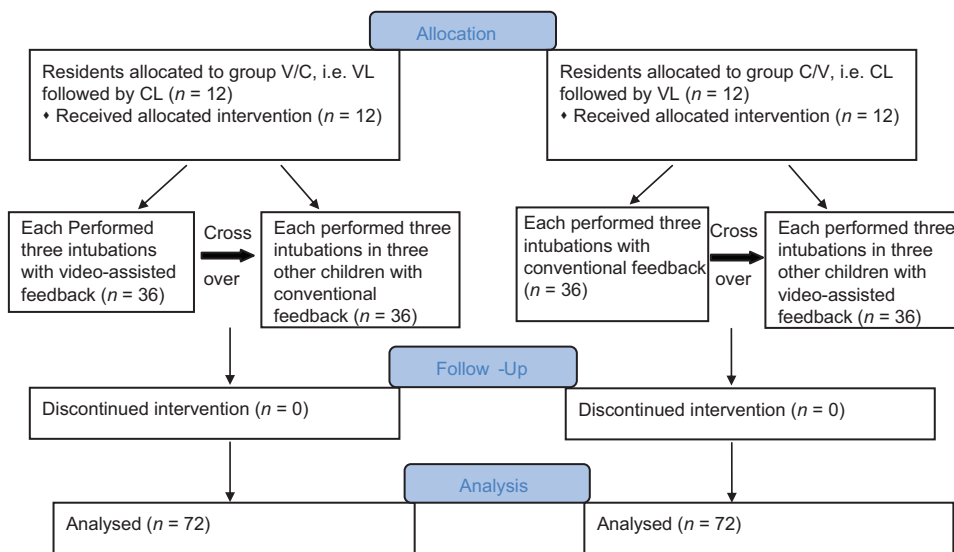 Allocation
Residents allocated to group V/C, i.e. VL
followed by CL (n = 12)
♦ Received allocated intervention (n = 12)
Residents allocated to group C/V, i.e. CL
followed by VL (n = 12)
♦ Received allocated intervention (n = 12)
Each Performed
three intubations
with video-assisted
feedback (n = 36)
Cross
over
Each performed three
intubations in three
other children with
conventional
feedback (n = 36)
Each performed three
intubations with
conventional feedback
(n = 36)
Cross
over
Each performed three
intubations in three
other children with
video-assisted
feedback (n = 36)
Follow -Up
Discontinued intervention (n = 0)
Discontinued intervention (n = 0)
Analysis
Analysed (n = 72)
Analysed (n = 72)